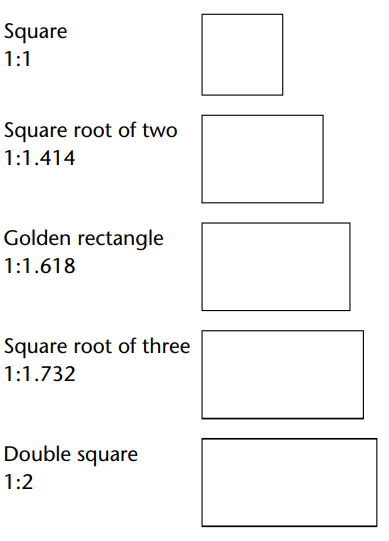 Square
1:1
Square root of two
1:1.414
Golden rectangle
1:1.618
Square root of three
1:1.732
Double square
1:2